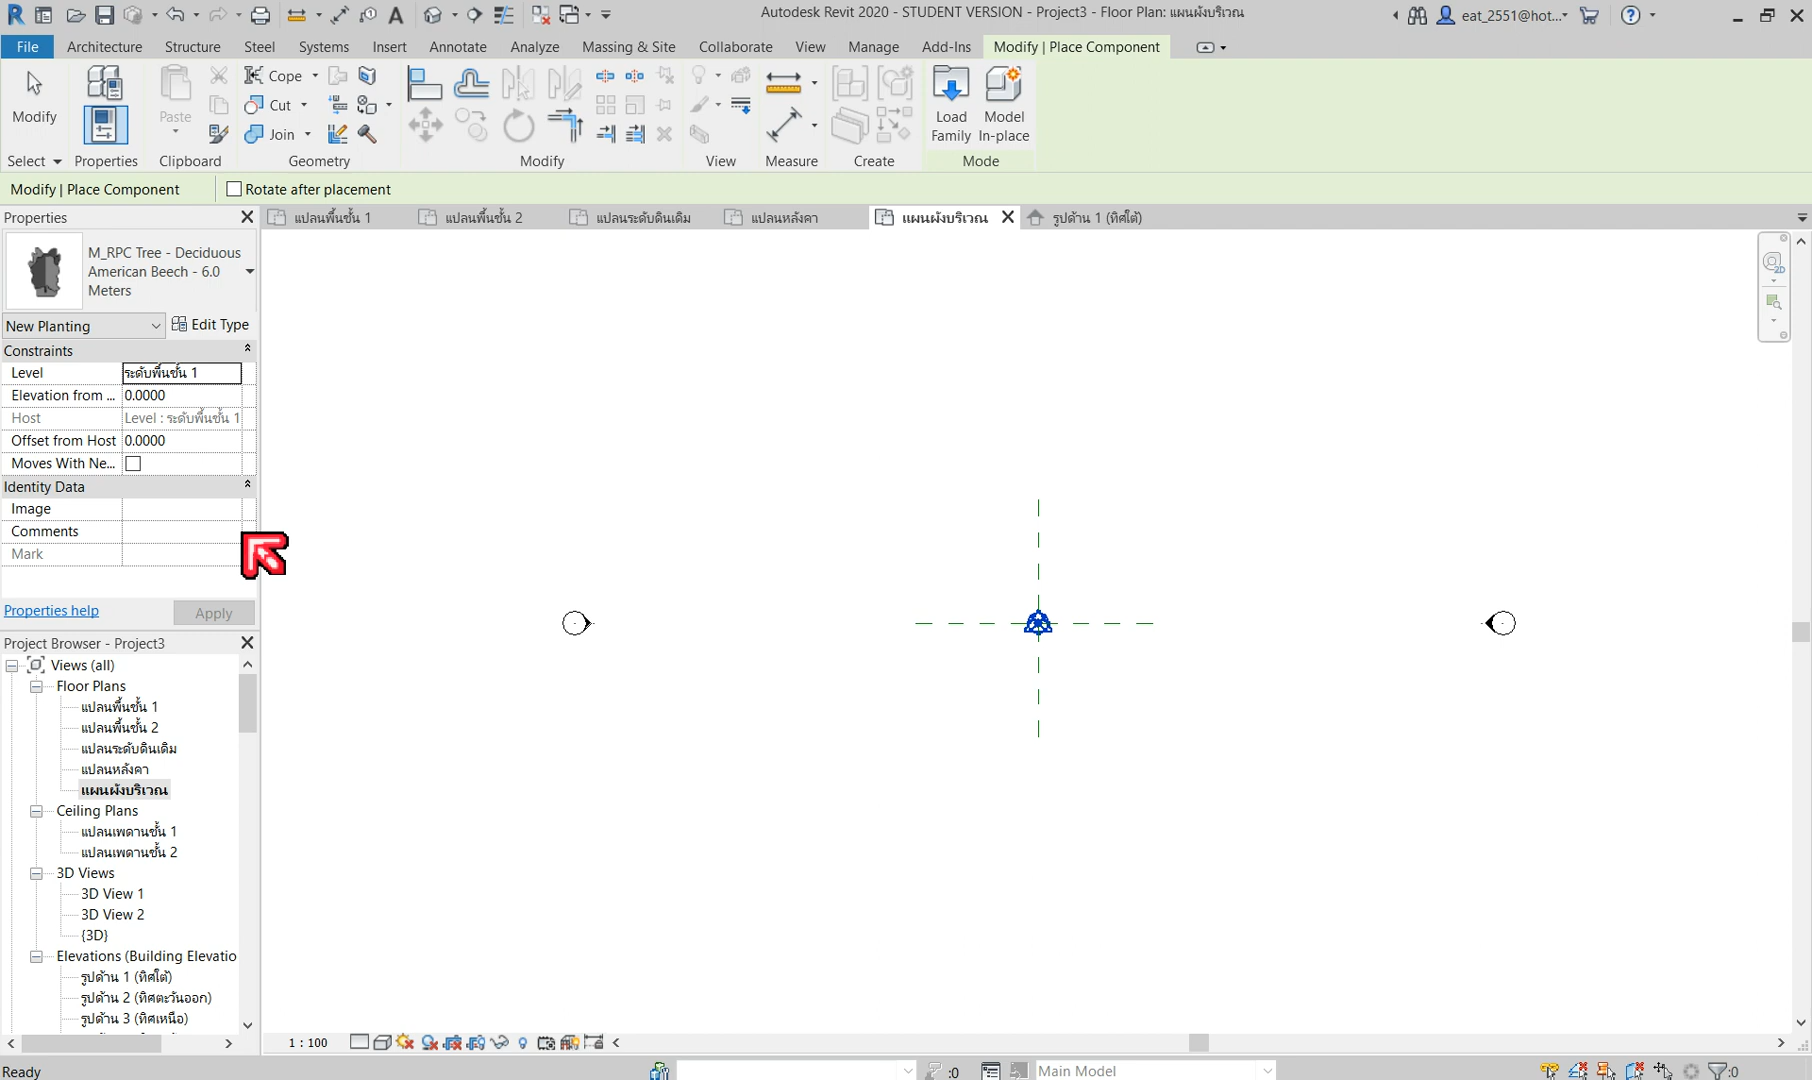 Autodesk Revit 2020 - STUDENT VERSION - Project3 - Floor Plan: แผนผังบริเวณ
eat_2551@hot...
File Architecture Structure Steel Systems Insert Annotate Analyze Massing & Site Collaborate View Manage Add-Ins Modify | Place Component
Modify
Paste
Cope
Cut
Join
Load Family
Model In-place
Select Properties Clipboard Geometry Modify View Measure Create Mode
Modify | Place Component Rotate after placement
Properties
แปลนพื้นชั้น 1 แปลนพื้นชั้น 2 แปลนระดับดินเดิม แปลนหลังคา แผนผังบริเวณ รูปด้าน 1 (ทิศใต้)
M_RPC Tree - Deciduous
American Beech - 6.0
Meters
New Planting Edit Type
Constraints
Level ระดับพื้นชั้น 1
Elevation from ... 0.0000
Host Level : ระดับพื้นชั้น 1
Offset from Host 0.0000
Moves With Ne...
Identity Data
Image
Comments
Mark
Properties help Apply
Project Browser - Project3
Views (all)
Floor Plans
แปลนพื้นชั้น 1
แปลนพื้นชั้น 2
แปลนระดับดินเดิม
แปลนหลังคา
แผนผังบริเวณ
Ceiling Plans
แปลนเพดานชั้น 1
แปลนเพดานชั้น 2
3D Views
3D View 1
3D View 2
{3D}
Elevations (Building Elevatio
รูปด้าน 1 (ทิศใต้)
รูปด้าน 2 (ทิศตะวันออก)
รูปด้าน 3 (ทิศเหนือ)
1 : 100
Ready :0 Main Model :0